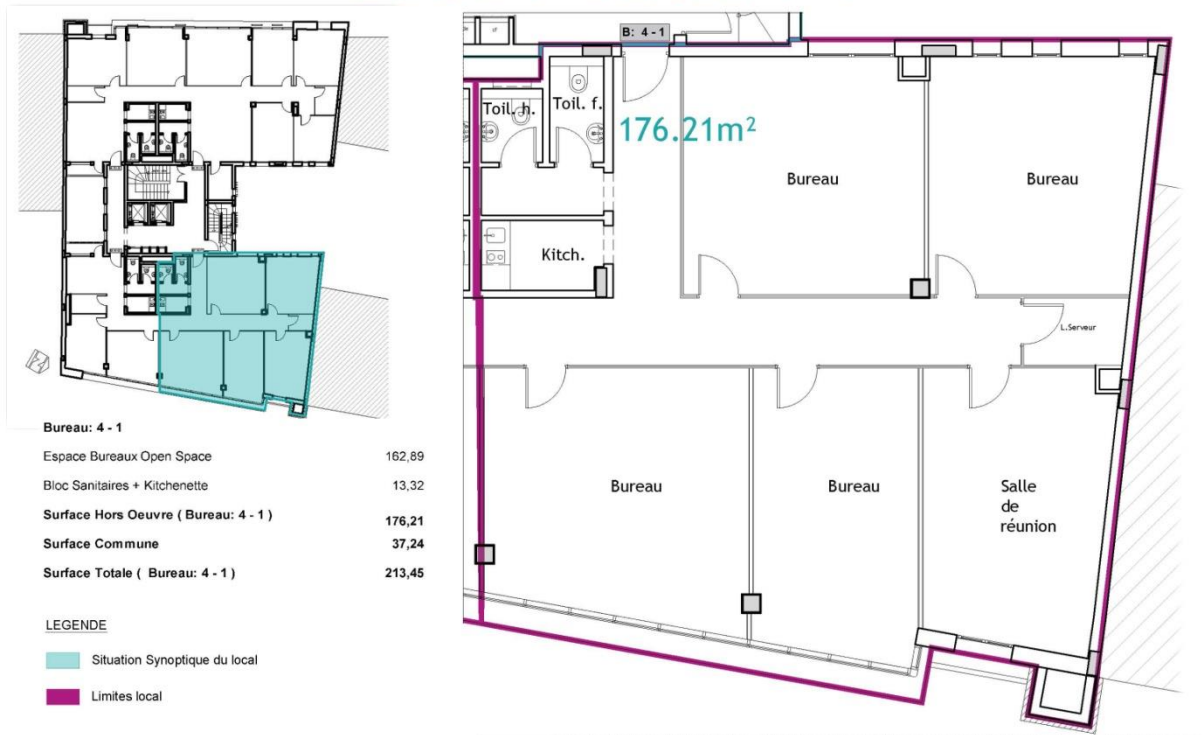 Bureau: 4 - 1
Espace Bureaux Open Space 162,89
Bloc Sanitaires + Kitchenette 13,32
Surface Hors Oeuvre ( Bureau: 4 - 1 ) 176,21
Surface Commune 37,24
Surface Totale ( Bureau: 4 - 1 ) 213,45
LEGENDE
Situation Synoptique du local
Limites local
B: 4 - 1
Toil. h.
Toil. f.
176.21m²
Bureau
Bureau
Kitch.
L.Serveur
Bureau
Bureau
Salle
de
réunion